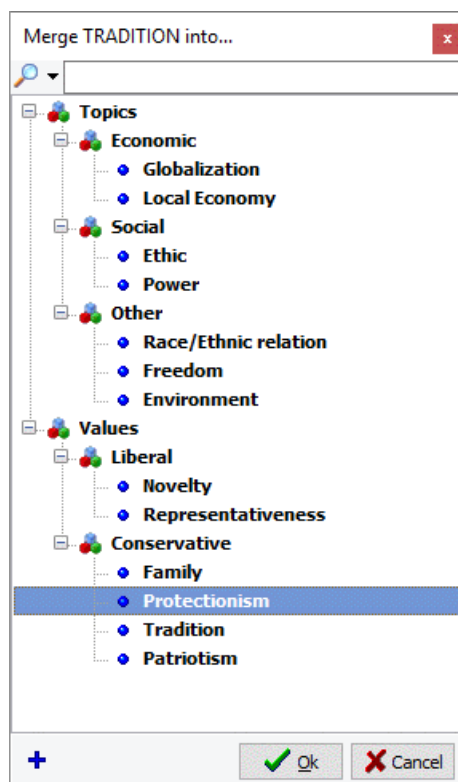 Merge TRADITION into...
x
Topics
Economic
Globalization
Local Economy
Social
Ethic
Power
Other
Race/Ethnic relation
Freedom
Environment
Values
Liberal
Novelty
Representativeness
Conservative
Family
Protectionism
Tradition
Patriotism
Ok Cancel